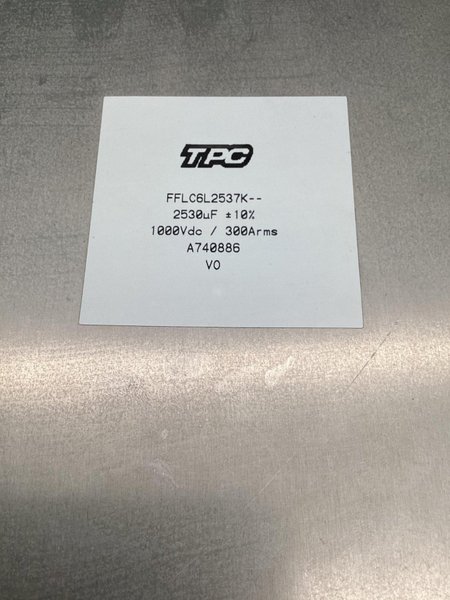 TPC
FFLC6L2537K--
2530uF ±10%
1000Vdc / 300Arms
A740886
V0